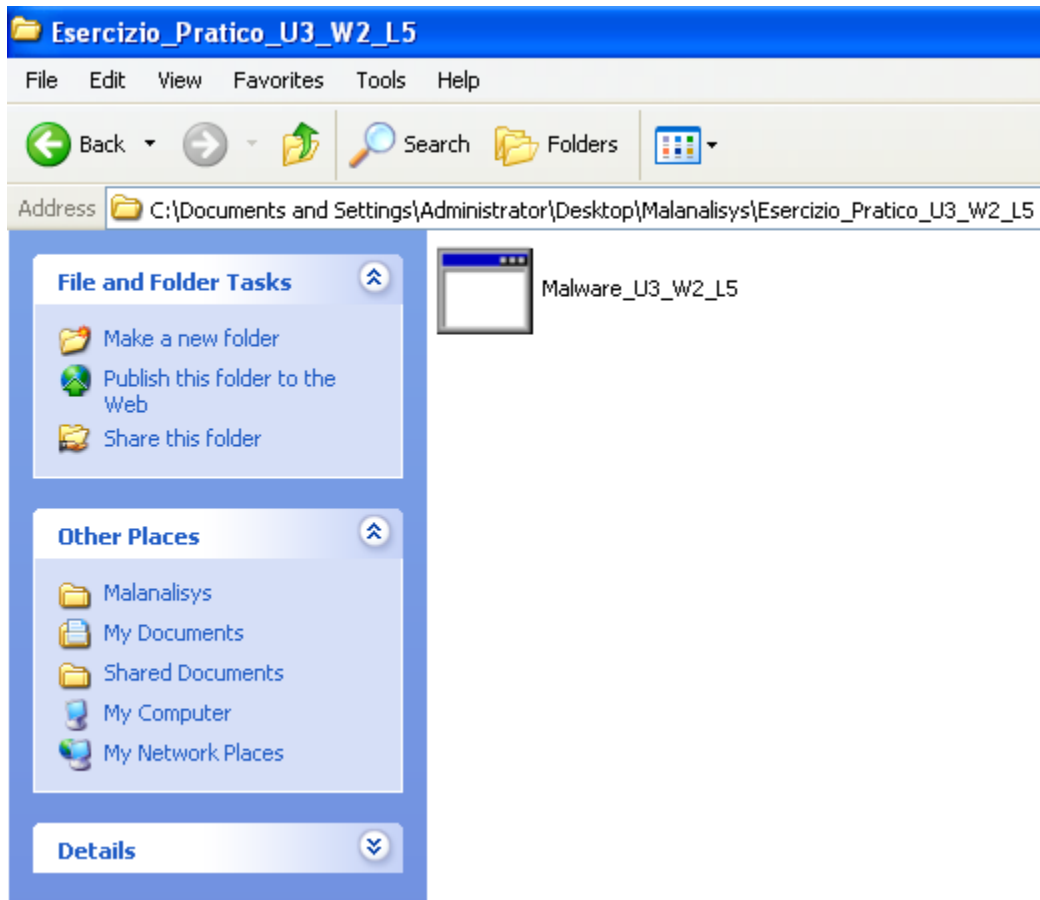 Esercizio_Pratico_U3_W2_L5
File Edit View Favorites Tools Help
Back Search Folders
Address C:\Documents and Settings\Administrator\Desktop\Malanalisys\Esercizio_Pratico_U3_W2_L5
File and Folder Tasks
Make a new folder
Publish this folder to the
Web
Share this folder
Other Places
Malanalisys
My Documents
Shared Documents
My Computer
My Network Places
Details
Malware_U3_W2_L5